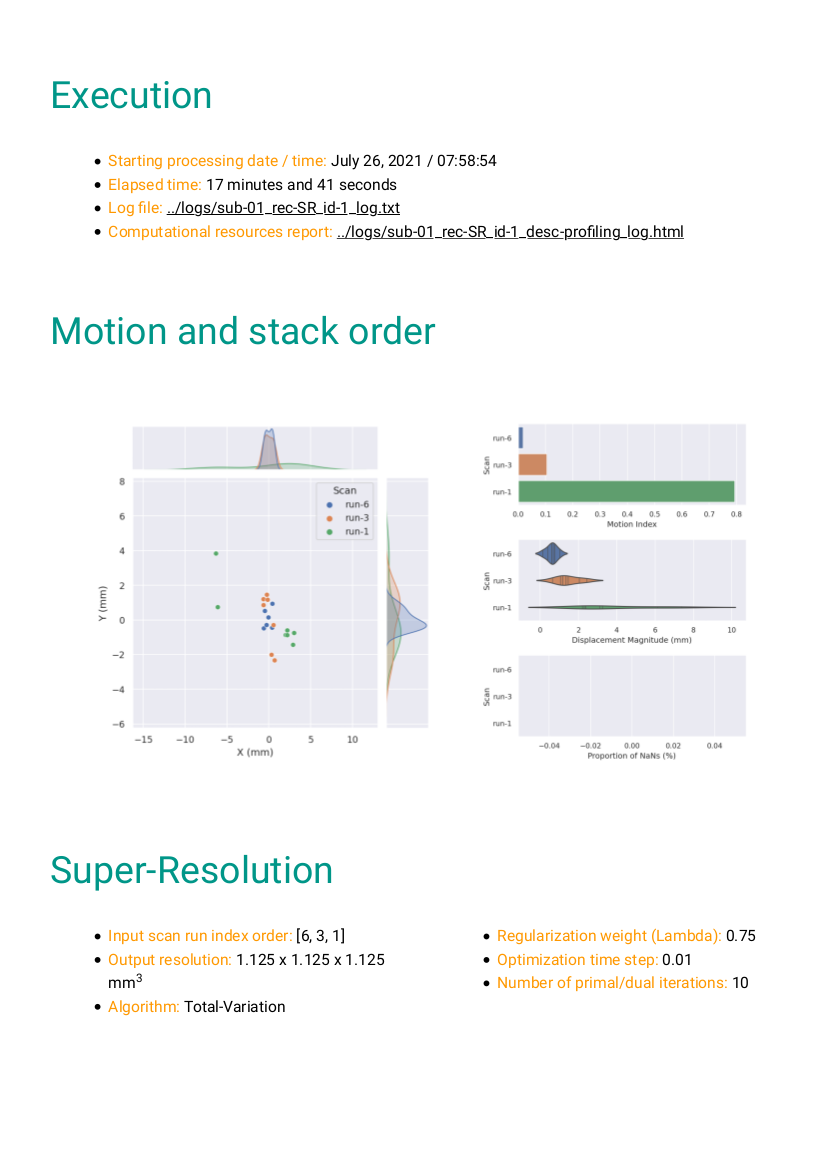 Execution
Starting processing date / time: July 26, 2021 / 07:58:54
Elapsed time: 17 minutes and 41 seconds
Log file: ../logs/sub-01_rec-SR_id-1_log.txt
Computational resources report: ../logs/sub-01_rec-SR_id-1_desc-profiling_log.html
Motion and stack order
8
6
4
2
0
−2
−4
−6
Y (mm)
Scan
run-6
run-3
run-1
−15 −10 −5 0 5 10
X (mm)
Scan
run-6
run-3
run-1
0.0 0.1 0.2 0.3 0.4 0.5 0.6 0.7 0.8
Motion Index
Scan
run-6
run-3
run-1
0 2 4 6 8 10
Displacement Magnitude (mm)
Scan
run-6
run-3
run-1
−0.04 −0.02 0.00 0.02 0.04
Proportion of NaNs (%)
Super-Resolution
Input scan run index order: [6, 3, 1]
Output resolution: 1.125 x 1.125 x 1.125
mm3
Algorithm: Total-Variation
Regularization weight (Lambda): 0.75
Optimization time step: 0.01
Number of primal/dual iterations: 10